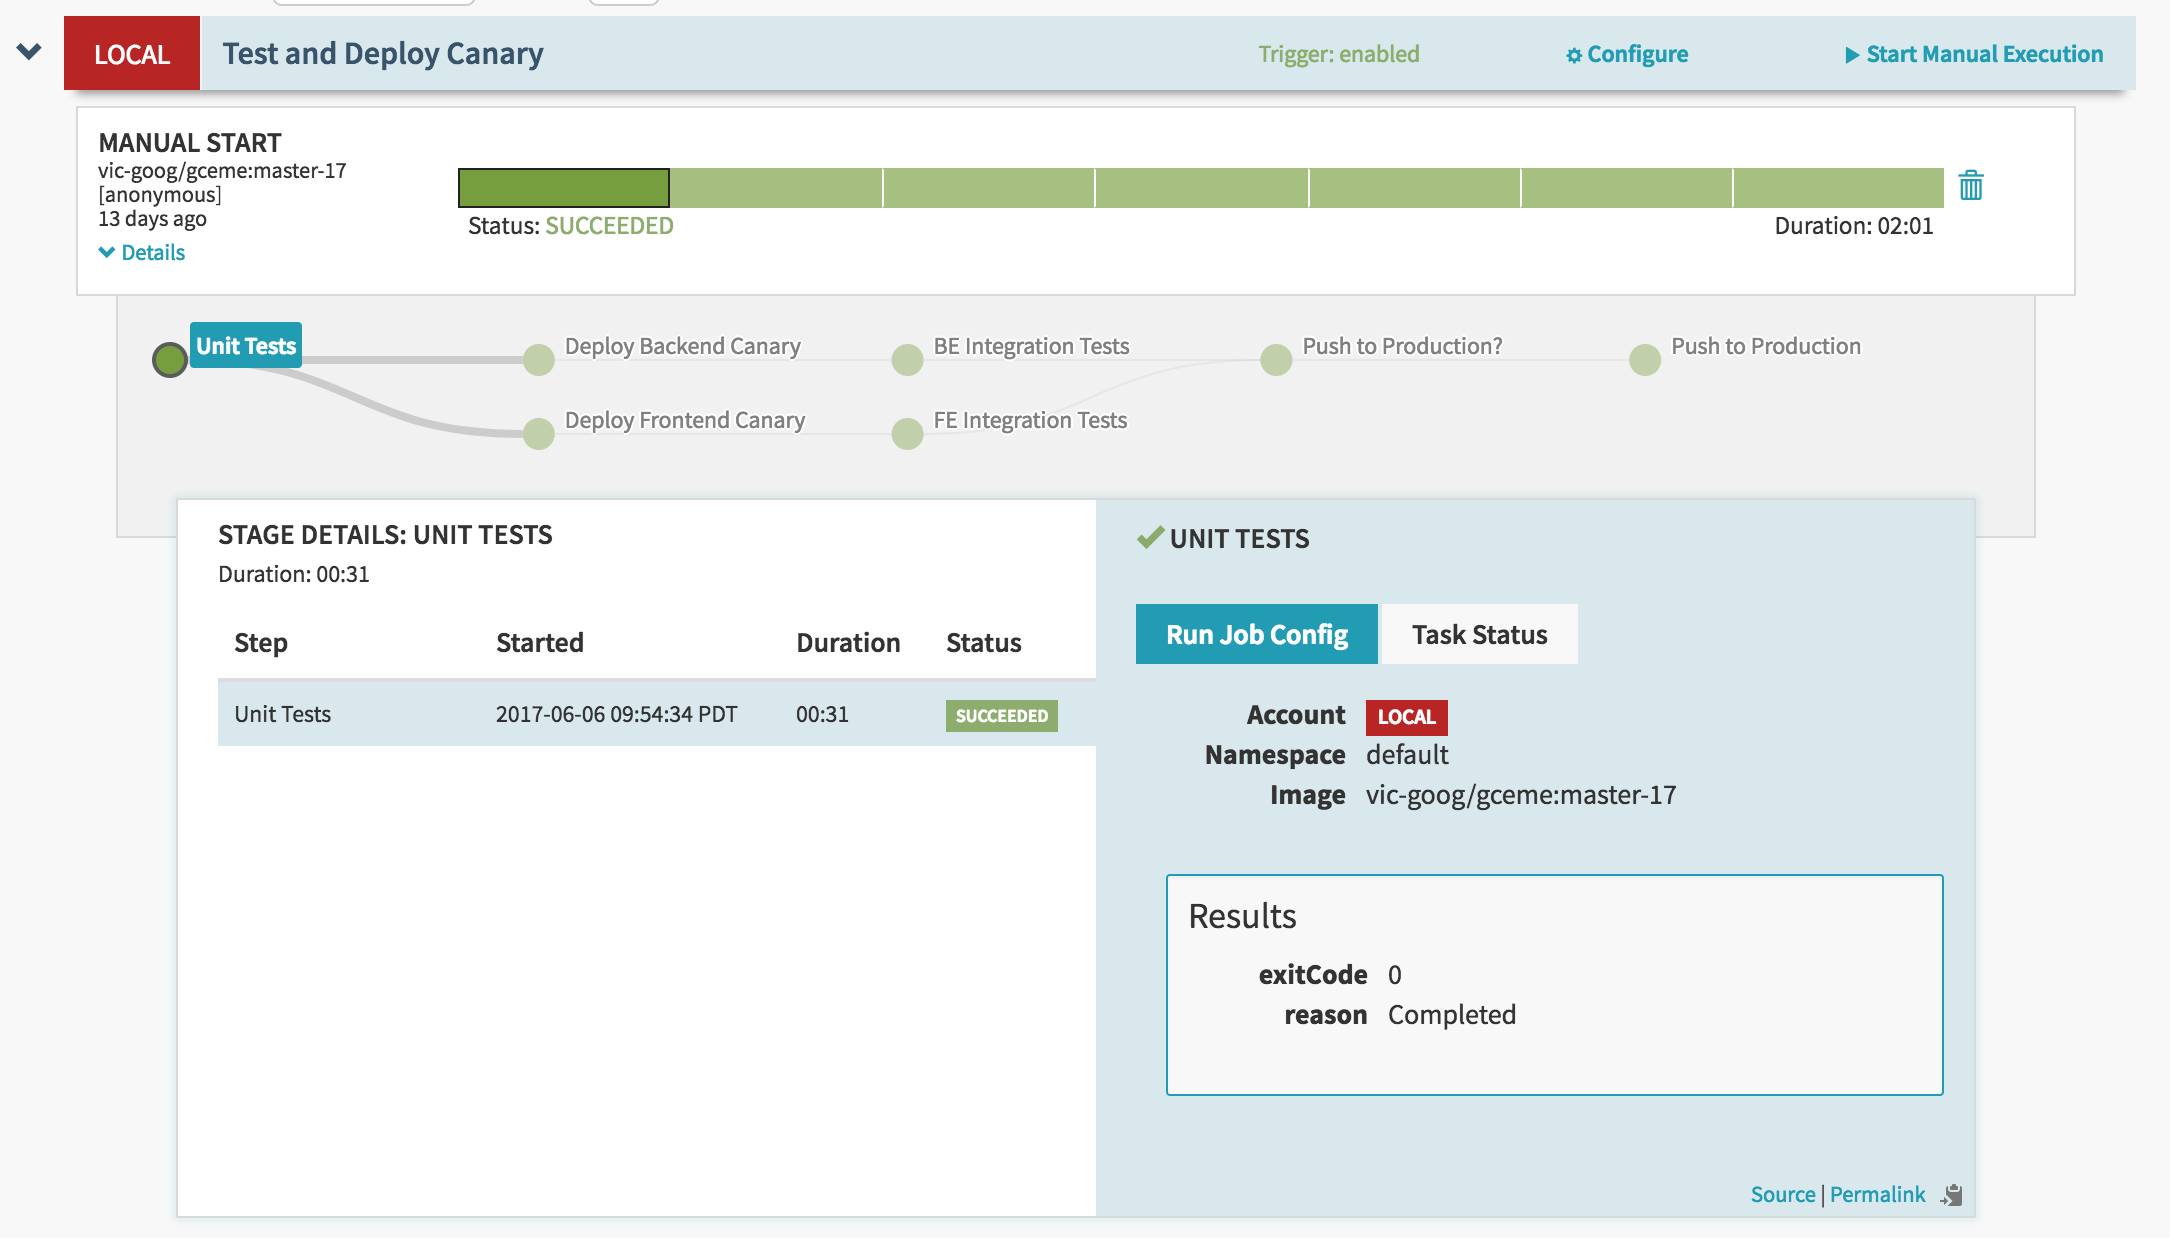 LOCAL Test and Deploy Canary Trigger: enabled Configure Start Manual Execution
MANUAL START
vic-goog/gceme:master-17
[anonymous]
13 days ago
Details
Status: SUCCEEDED Duration: 02:01
Unit Tests Deploy Backend Canary BE Integration Tests Push to Production? Push to Production
Deploy Frontend Canary FE Integration Tests
STAGE DETAILS: UNIT TESTS
Duration: 00:31
Step Started Duration Status
Unit Tests 2017-06-06 09:54:34 PDT 00:31 SUCCEEDED
UNIT TESTS
Run Job Config Task Status
Account LOCAL
Namespace default
Image vic-goog/gceme:master-17
Results
exitCode 0
reason Completed
Source | Permalink